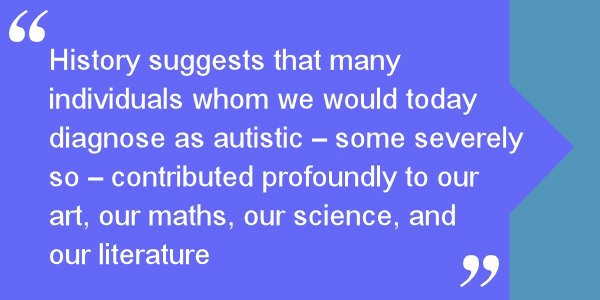 “
History suggests that many
individuals whom we would today
diagnose as autistic – some severely
so – contributed profoundly to our
art, our maths, our science, and
our literature
”